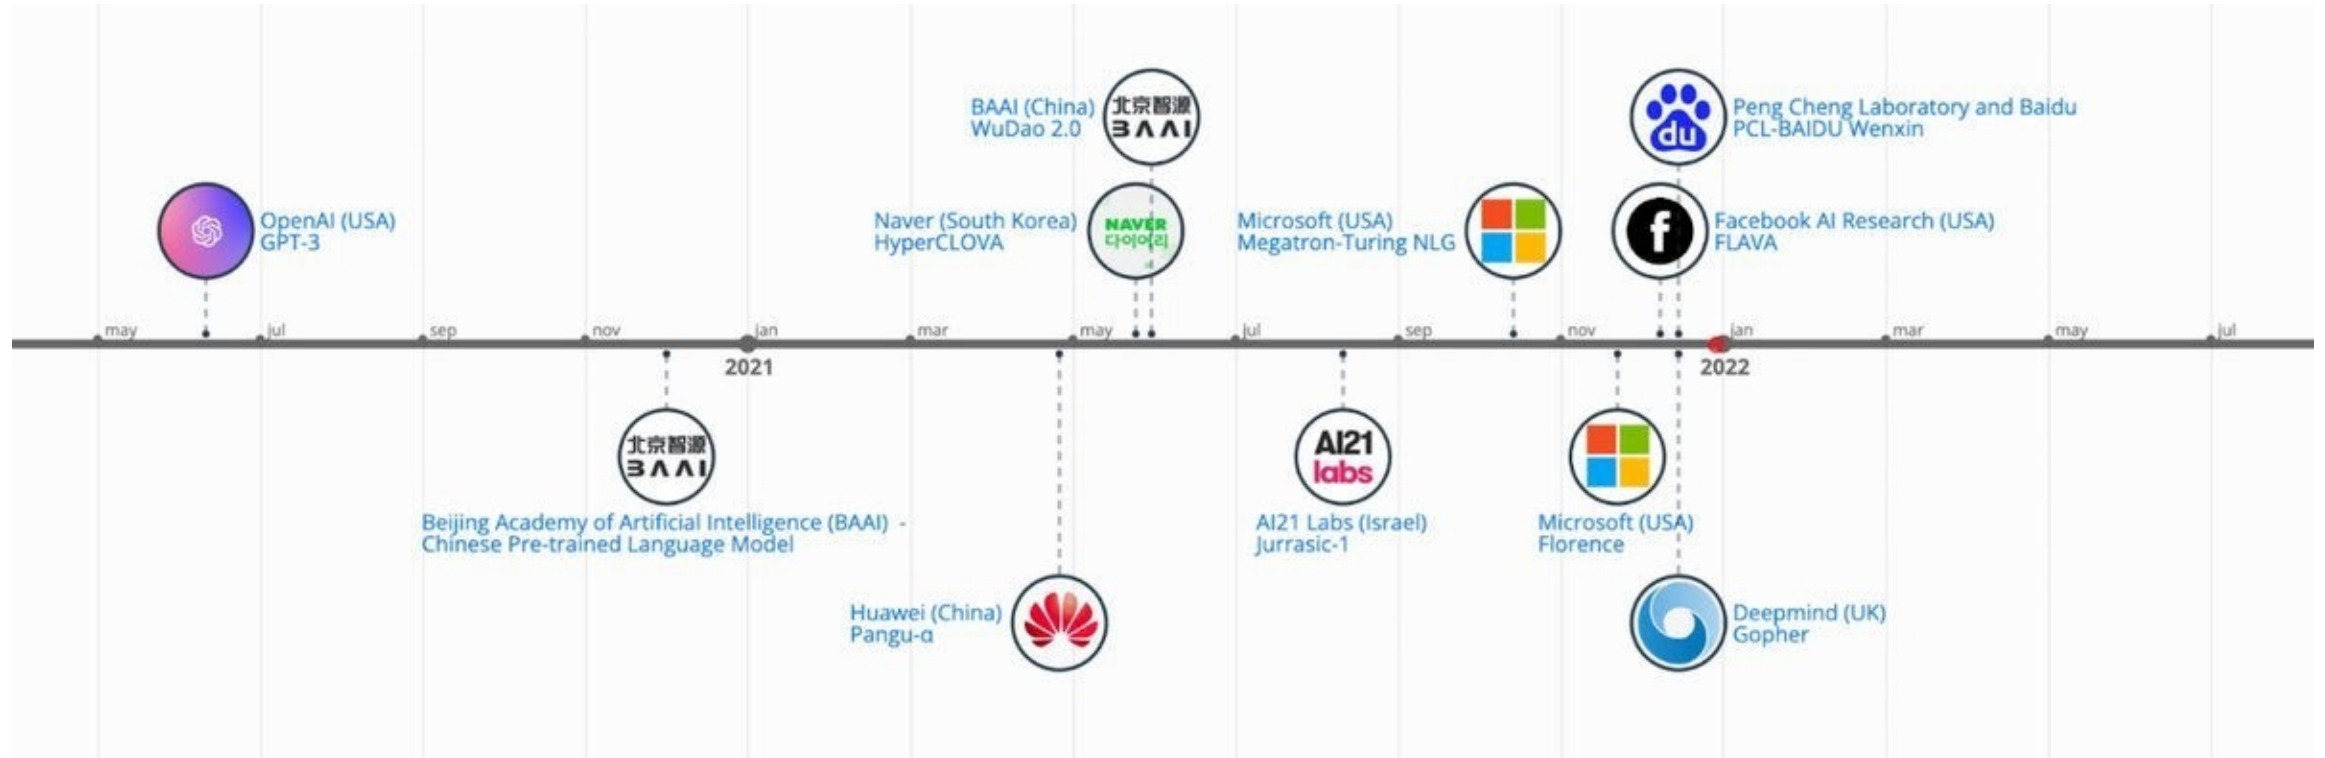 BAAI (China)
WuDao 2.0
北京智源
BAAI
du
Peng Cheng Laboratory and Baidu
PCL-BAIDU Wenxin
OpenAI (USA)
GPT-3
Naver (South Korea)
HyperCLOVA
NAVER
다이어리
Microsoft (USA)
Megatron-Turing NLG
f
Facebook AI Research (USA)
FLAVA
may jul sep nov jan mar may jul sep nov jan mar may jul
2021 2022
北京智源
BAAI
Beijing Academy of Artificial Intelligence (BAAI) -
Chinese Pre-trained Language Model
AI21
labs
AI21 Labs (Israel)
Jurrasic-1
Microsoft (USA)
Florence
Huawei (China)
Pangu-α
Deepmind (UK)
Gopher